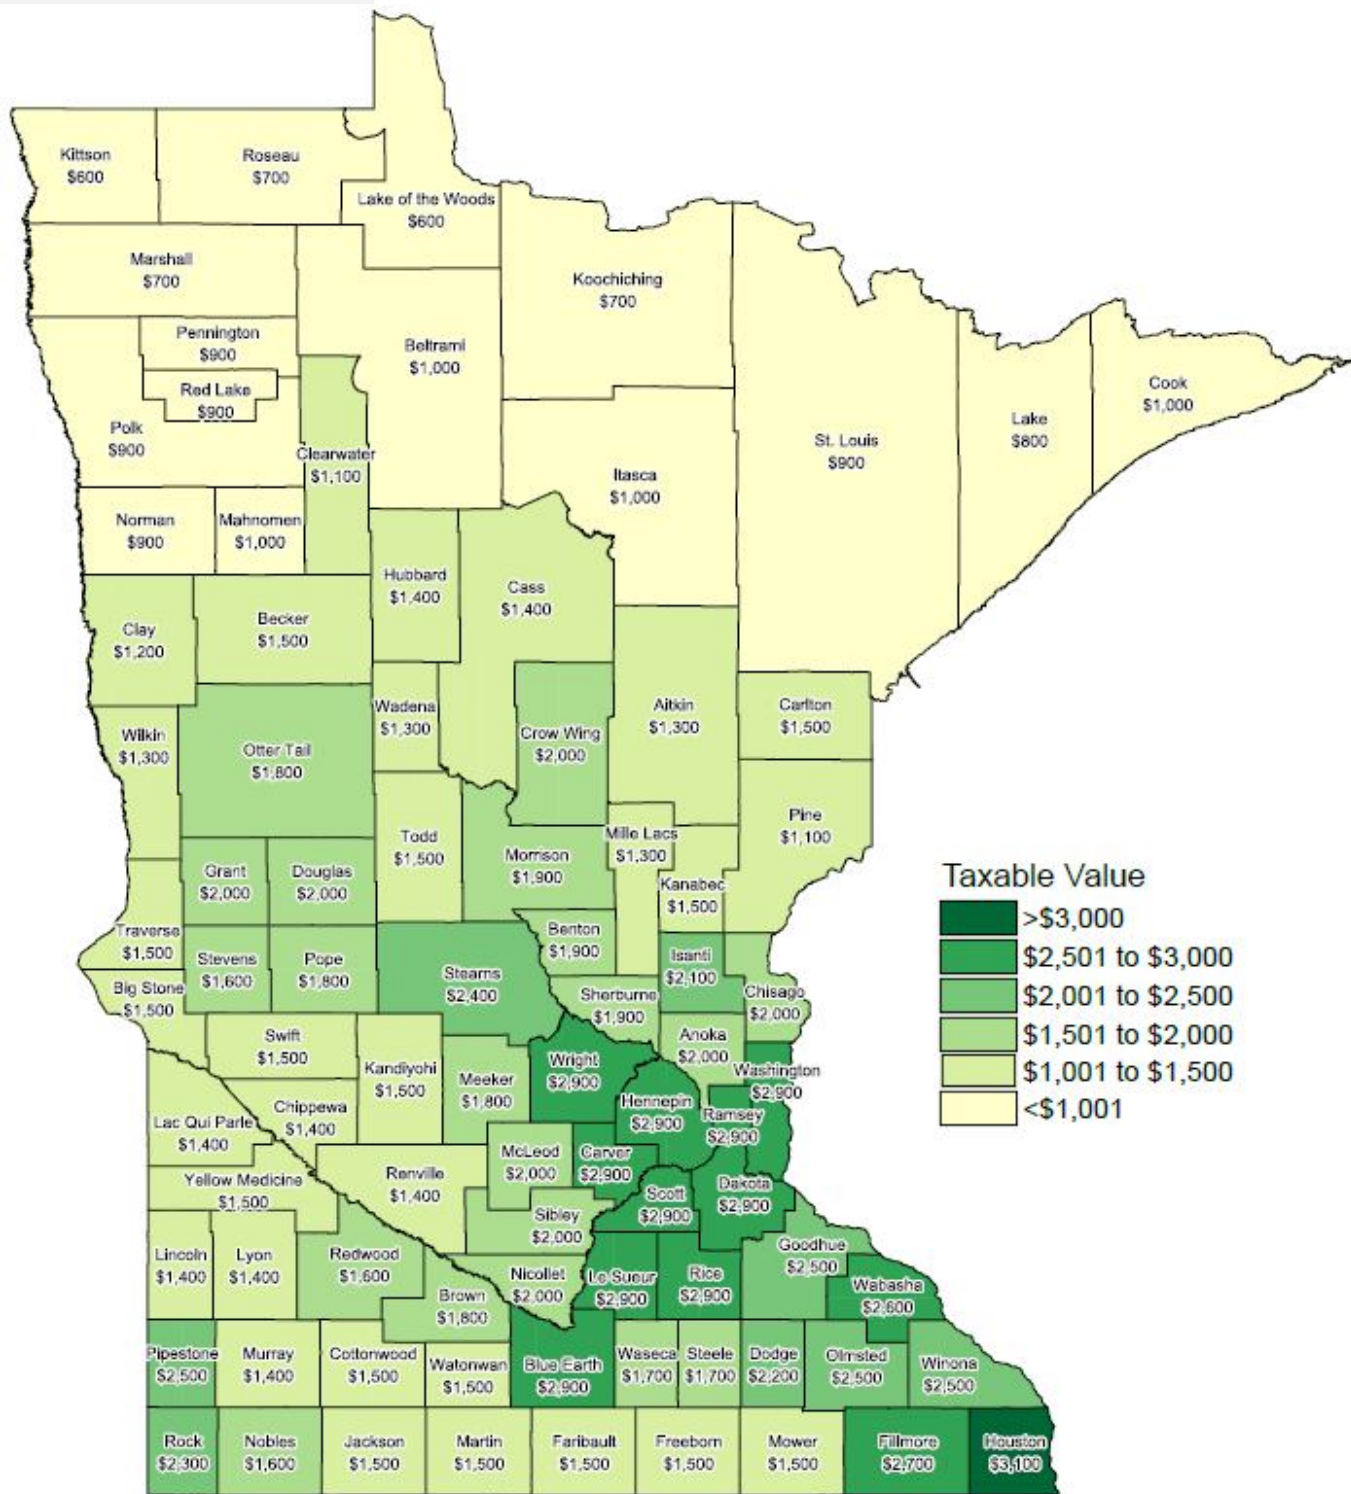 Kittson
$600
Roseau
$700
Lake of the Woods
$600
Marshall
$700
Koochiching
$700
Pennington
$900
Beltrami
$1,000
Red Lake
$900
Cook
$1,000
Lake
$800
Polk
$900
St. Louis
$900
Clearwater
$1,100
Itasca
$1,000
Norman
$900
Mahnomen
$1,000
Hubbard
$1,400
Cass
$1,400
Clay
$1,200
Becker
$1,500
Wadena
$1,300
Aitkin
$1,300
Carlton
$1,500
Wilkin
$1,300
Otter Tail
$1,800
Crow Wing
$2,000
Pine
$1,100
Todd
$1,500
Mille Lacs
$1,300
Morrison
$1,900
Grant
$2,000
Douglas
$2,000
Kanabec
$1,500
Traverse
$1,500
Stevens
$1,600
Pope
$1,800
Benton
$1,900
Isanti
$2,100
Stearns
$2,400
Big Stone
$1,500
Sherburne
$1,900
Chisago
$2,000
Swift
$1,500
Kandiyohi
$1,500
Anoka
$2,000
Wright
$2,900
Washington
$2,900
Meeker
$1,800
Hennepin
$2,900
Ramsey
$2,900
Chippewa
$1,400
Lac Qui Parle
$1,400
McLeod
$2,000
Carver
$2,900
Yellow Medicine
$1,500
Renville
$1,400
Scott
$2,900
Dakota
$2,900
Sibley
$2,000
Lincoln
$1,400
Lyon
$1,400
Redwood
$1,600
Goodhue
$2,500
Nicollet
$2,000
Le Sueur
$2,900
Rice
$2,900
Wabasha
$2,600
Brown
$1,800
Pipestone
$2,500
Murray
$1,400
Cottonwood
$1,500
Watonwan
$1,500
Blue Earth
$2,900
Waseca
$1,700
Steele
$1,700
Dodge
$2,200
Olmsted
$2,500
Winona
$2,500
Rock
$2,300
Nobles
$1,600
Jackson
$1,500
Martin
$1,500
Faribault
$1,500
Freeborn
$1,500
Mower
$1,500
Fillmore
$2,700
Houston
$3,100
Taxable Value
>$3,000
$2,501 to $3,000
$2,001 to $2,500
$1,501 to $2,000
$1,001 to $1,500
<$1,001